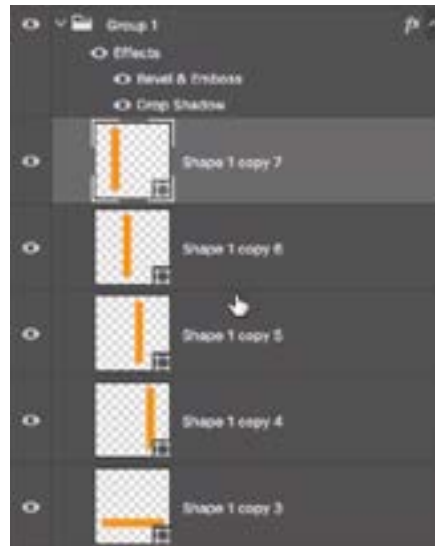 Group 1
fx
Effects
Bevel & Emboss
Drop Shadow
Shape 1 copy 7
Shape 1 copy 6
Shape 1 copy 5
Shape 1 copy 4
Shape 1 copy 3